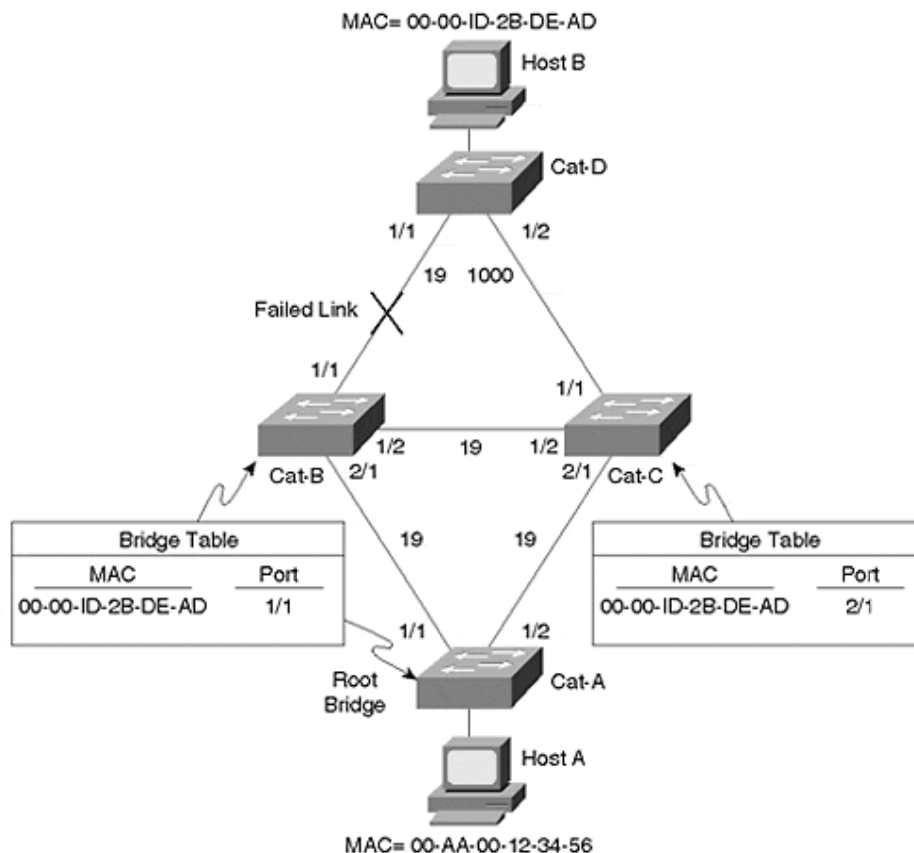 MAC= 00-00-ID-2B-DE-AD
Host B
Cat-D
1/1
1/2
19
1000
Failed Link
1/1
1/1
1/2
19
1/2
2/1
2/1
Cat-B
Cat-C
Bridge Table
MAC Port
00-00-ID-2B-DE-AD 1/1
19
19
Bridge Table
MAC Port
00-00-ID-2B-DE-AD 2/1
1/1
1/2
Root
Bridge
Cat-A
Host A
MAC= 00-AA-00-12-34-56